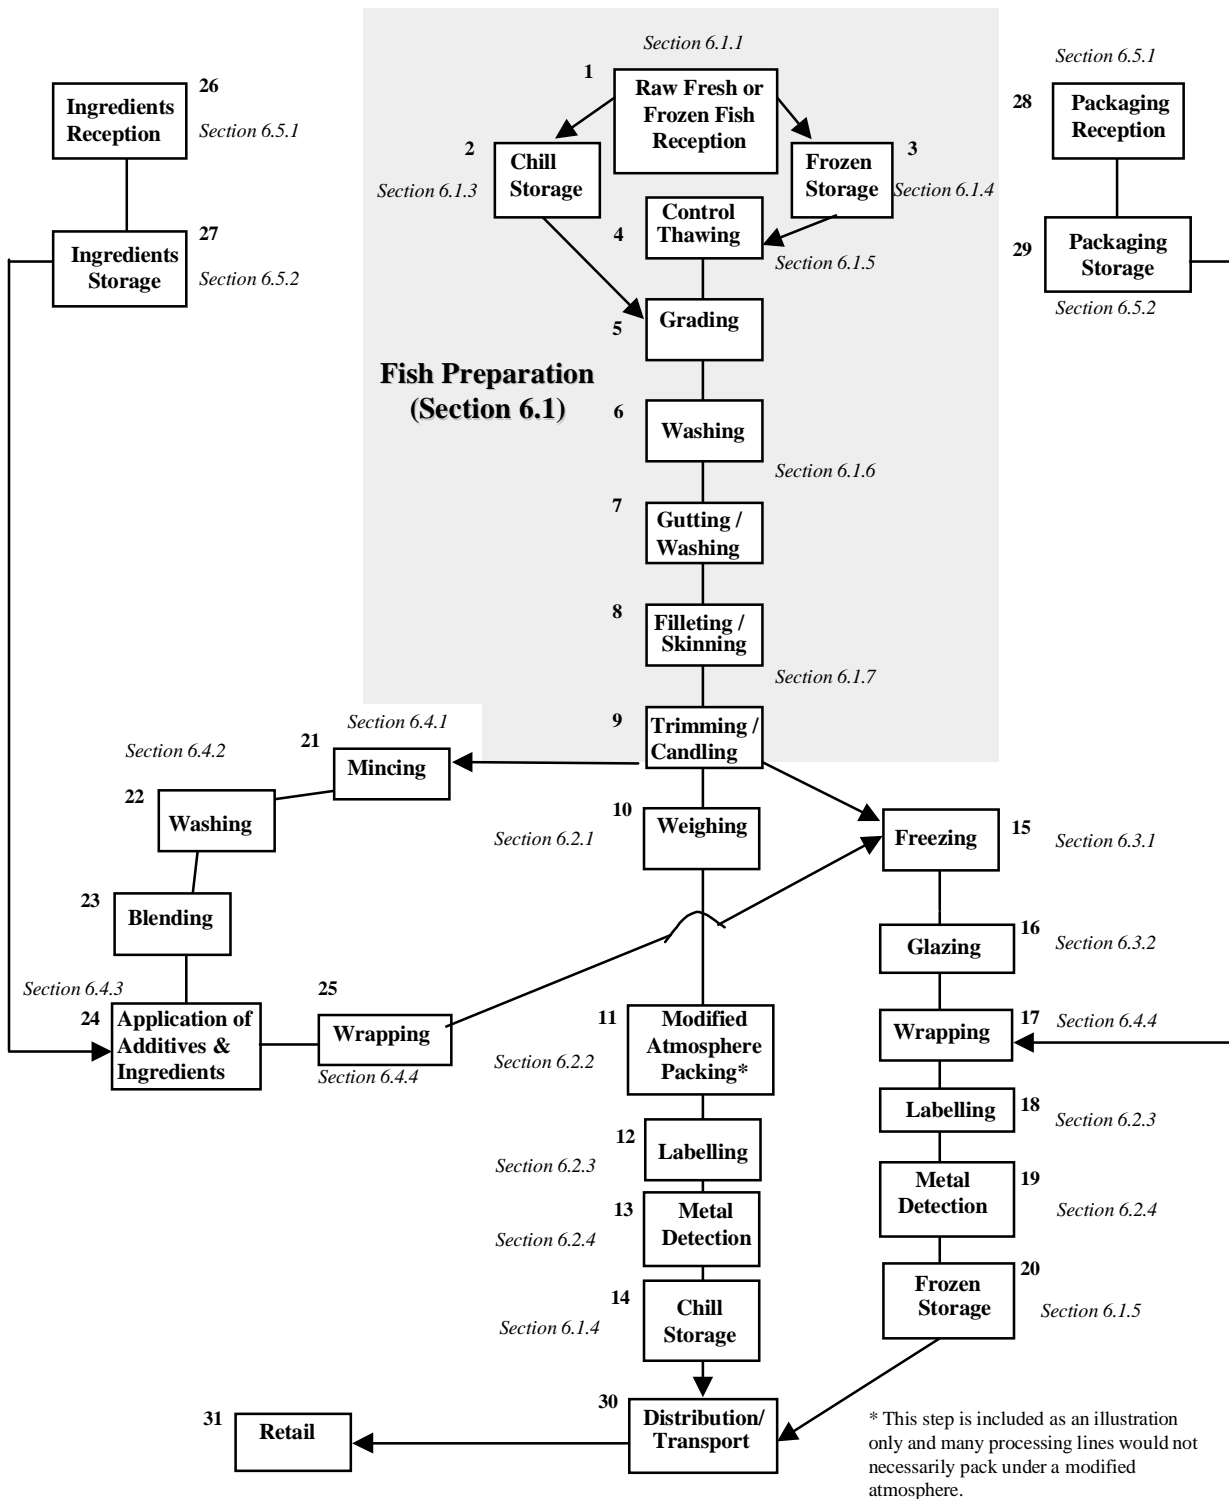 Section 6.1.1
1
Raw Fresh or
Frozen Fish
Reception
26
Ingredients
Reception
Section 6.5.1
Section 6.5.1
28
Packaging
Reception
2
Chill
Storage
Section 6.1.3
3
Frozen
Storage
Section 6.1.4
4
Control
Thawing
Section 6.1.5
27
Ingredients
Storage
Section 6.5.2
29
Packaging
Storage
Section 6.5.2
5
Grading
Fish Preparation
(Section 6.1)
6
Washing
Section 6.1.6
7
Gutting /
Washing
8
Filleting /
Skinning
Section 6.1.7
9
Trimming /
Candling
Section 6.4.1
21
Mincing
Section 6.4.2
22
Washing
10
Weighing
Section 6.2.1
Freezing
15
Section 6.3.1
23
Blending
Glazing
16
Section 6.3.2
Section 6.4.3
24
Application of
Additives &
Ingredients
25
Wrapping
Section 6.4.4
11
Modified
Atmosphere
Packing*
Section 6.2.2
Wrapping
17
Section 6.4.4
Labelling
18
Section 6.2.3
12
Labelling
Section 6.2.3
Metal
Detection
19
Section 6.2.4
13
Metal
Detection
Section 6.2.4
Frozen
Storage
20
Section 6.1.5
14
Chill
Storage
Section 6.1.4
30
Distribution/
Transport
31
Retail
* This step is included as an illustration
only and many processing lines would not
necessarily pack under a modified
atmosphere.